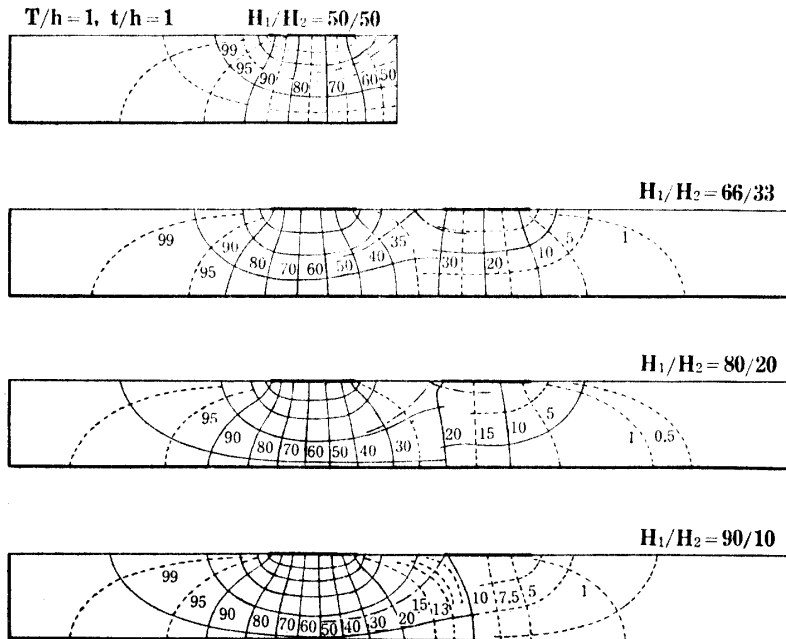 T/h=1, t/h=1 H₁/H₂=50/50
99 95 90 80 70 60 50
H₁/H₂=66/33
99 95 90 80 70 60 50 40 35 30 20 10 5 1
H₁/H₂=80/20
95 90 80 70 60 50 40 30 20 15 10 5 1 0.5
H₁/H₂=90/10
99 95 90 80 70 60 50 40 30 20 15 13 10 7.5 5 1